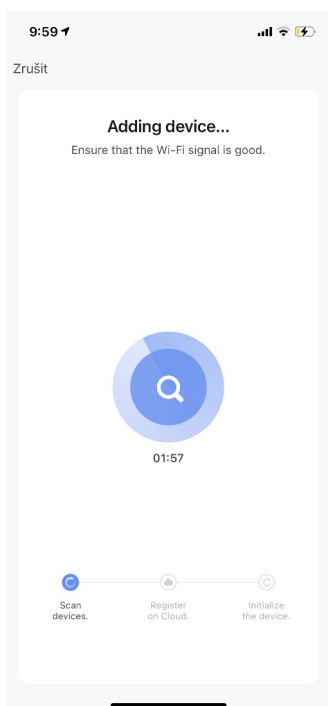 9:59
Zrušit
Adding device...
Ensure that the Wi-Fi signal is good.
01:57
Scan
devices.
Register
on Cloud.
Initialize
the device.